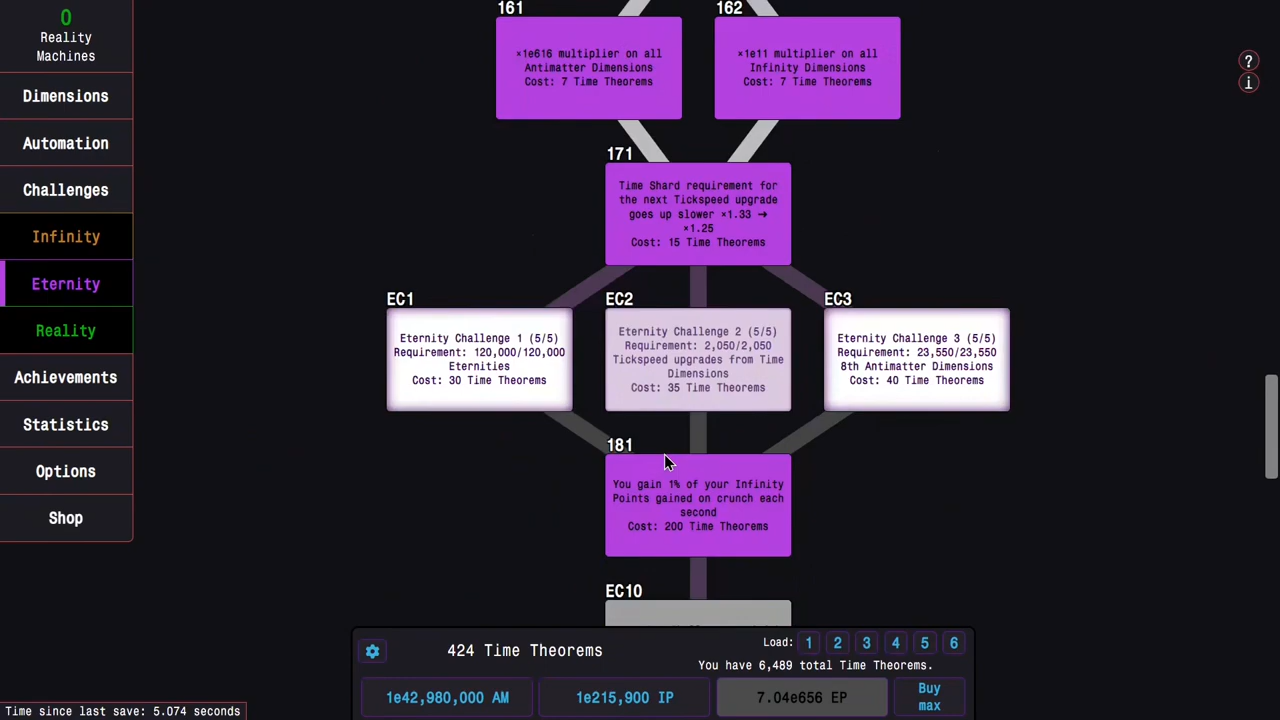 0
Reality
Machines
Dimensions
Automation
Challenges
Infinity
Eternity
Reality
Achievements
Statistics
Options
Shop
161
×1e616 multiplier on all
Antimatter Dimensions
Cost: 7 Time Theorems
162
×1e11 multiplier on all
Infinity Dimensions
Cost: 7 Time Theorems
?
i
171
Time Shard requirement for
the next Tickspeed upgrade
goes up slower ×1.33 ➜
×1.25
Cost: 15 Time Theorems
EC1
Eternity Challenge 1 (5/5)
Requirement: 120,000/120,000
Eternities
Cost: 30 Time Theorems
EC2
Eternity Challenge 2 (5/5)
Requirement: 2,050/2,050
Tickspeed upgrades from Time
Dimensions
Cost: 35 Time Theorems
EC3
Eternity Challenge 3 (5/5)
Requirement: 23,550/23,550
8th Antimatter Dimensions
Cost: 40 Time Theorems
181
You gain 1% of your Infinity
Points gained on crunch each
second
Cost: 200 Time Theorems
EC10
424 Time Theorems
Load: 1 2 3 4 5 6
You have 6,489 total Time Theorems.
1e42,980,000 AM
1e215,900 IP
7.04e656 EP
Buy
max
Time since last save: 5.074 seconds